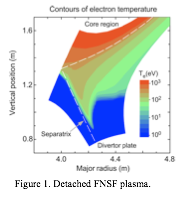 Contours of electron temperature
Core region
1.6
1.2
0.8
Vertical position (m)
Tₑ(eV)
10³
10²
10¹
10⁰
Separatrix
Divertor plate
4.0 4.4 4.8
Major radius (m)
Figure 1. Detached FNSF plasma.